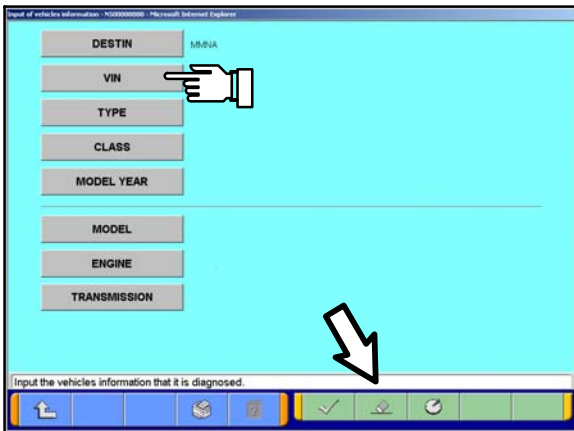 Input of vehicles information - NS00000000 - Microsoft Internet Explorer
DESTIN MMNA
VIN
TYPE
CLASS
MODEL YEAR
MODEL
ENGINE
TRANSMISSION
Input the vehicles information that it is diagnosed.